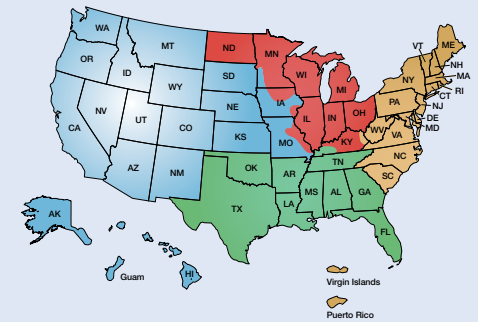 WA
MT
ND
MN
VT
ME
OR
ID
SD
WI
MI
NY
NH
MA
WY
RI
CT
NV
NE
IA
PA
NJ
UT
CO
IL
IN
OH
DE
MD
CA
KS
MO
KY
WV
VA
AZ
NM
OK
AR
TN
NC
SC
TX
LA
MS
AL
GA
FL
AK
HI
Guam
Virgin Islands
Puerto Rico